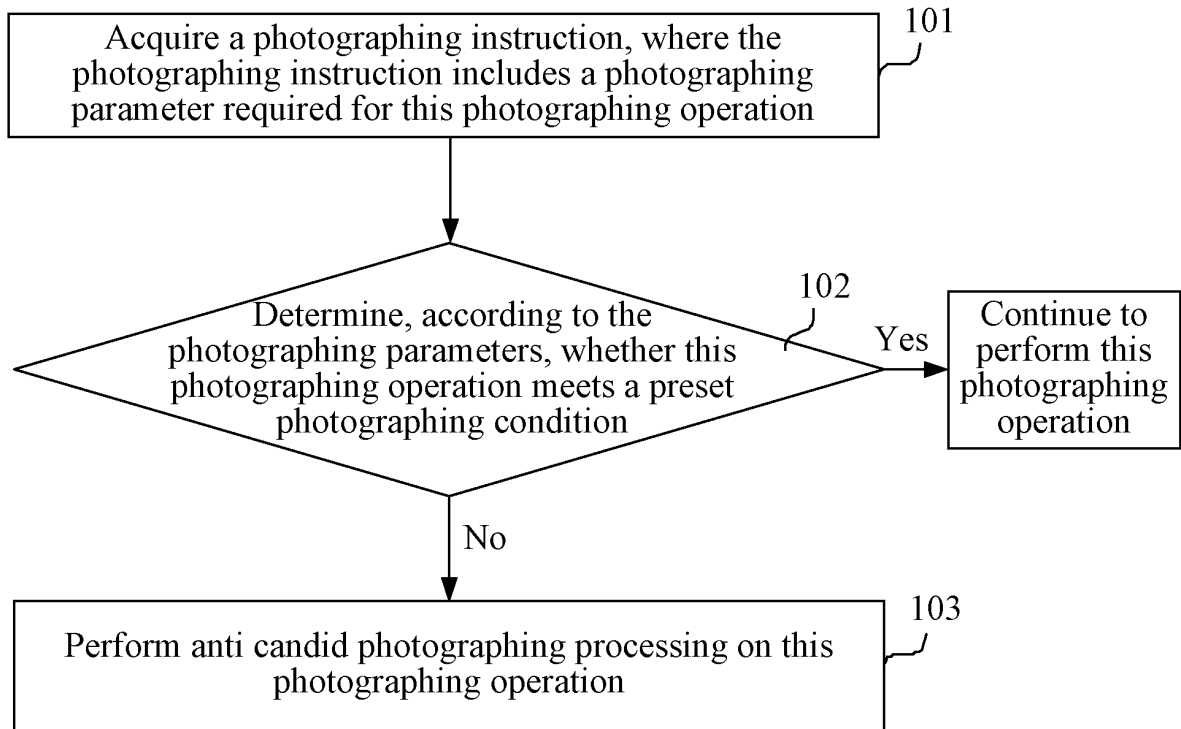 Acquire a photographing instruction, where the
photographing instruction includes a photographing
parameter required for this photographing operation
101
Determine, according to the
photographing parameters, whether this
photographing operation meets a preset
photographing condition
102
Yes
Continue to
perform this
photographing
operation
No
Perform anti candid photographing processing on this
photographing operation
103